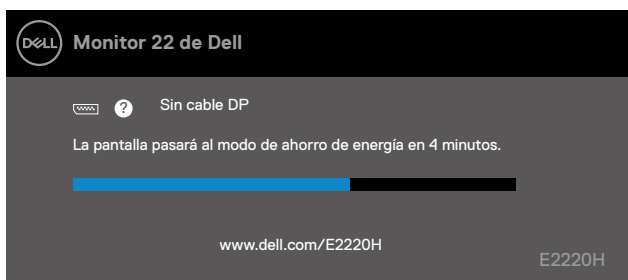 DELL Monitor 22 de Dell
? Sin cable DP
La pantalla pasará al modo de ahorro de energía en 4 minutos.
www.dell.com/E2220H
E2220H